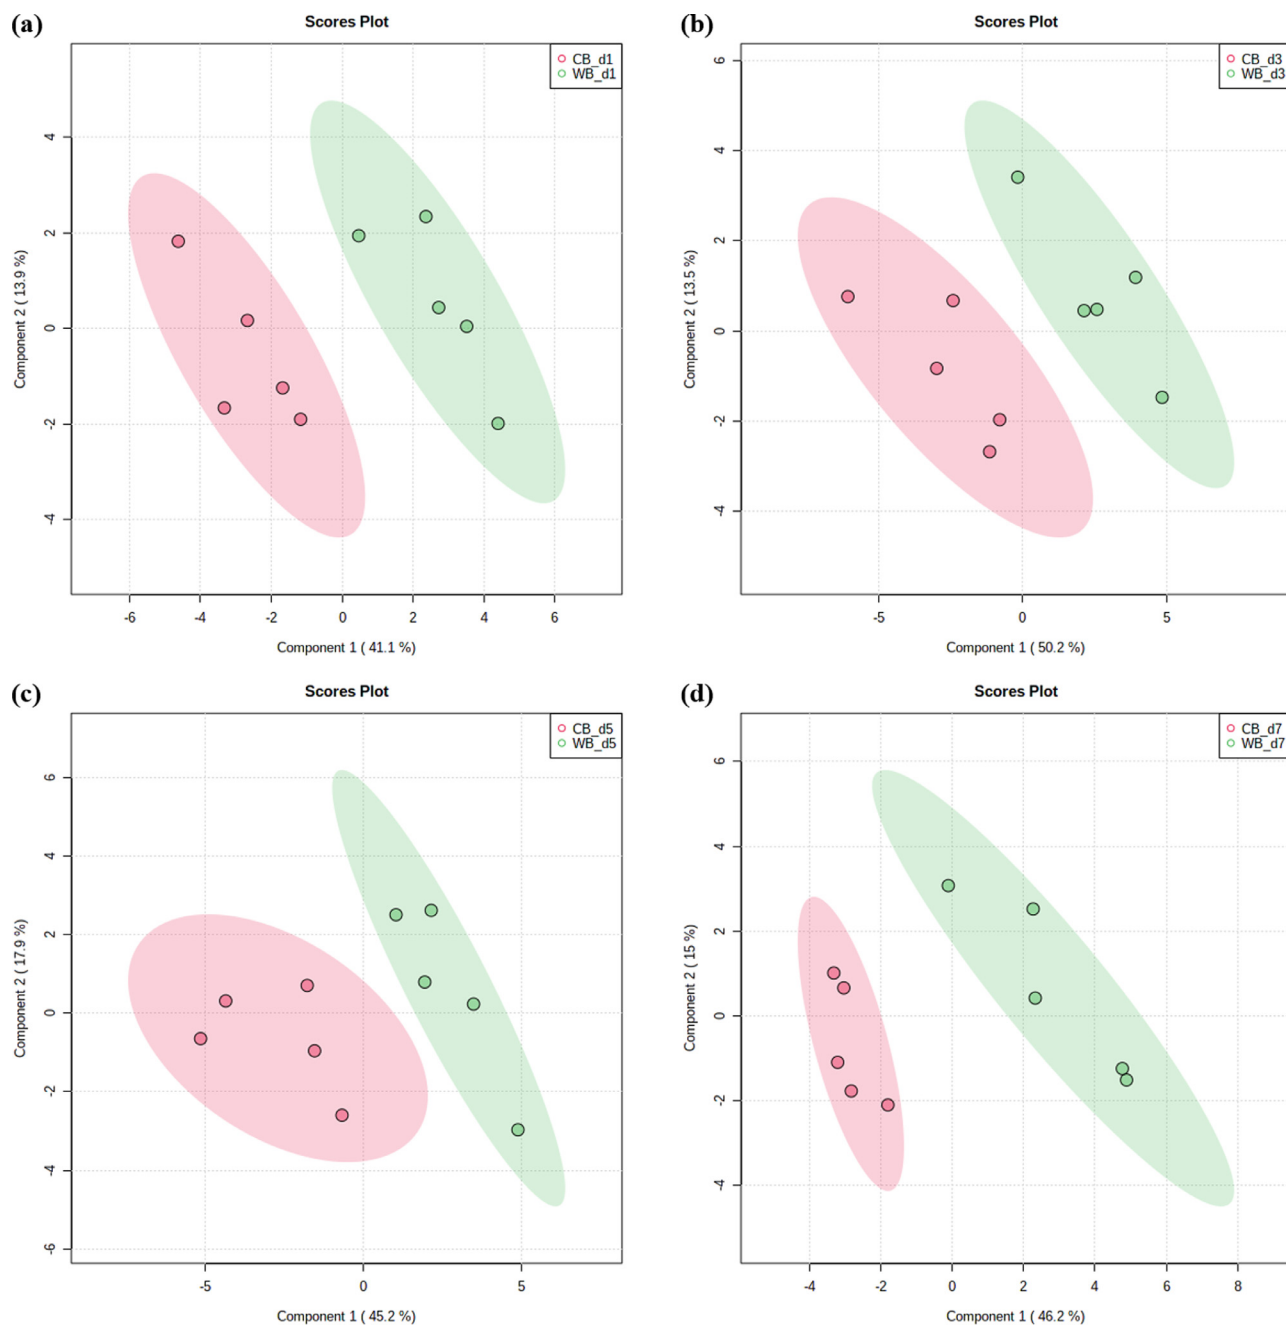 (a)
Scores Plot
CB_d1
WB_d1
Component 2 ( 13.9 %)
4
2
0
-2
-4
-6
-4
-2
0
2
4
6
Component 1 ( 41.1 %)
(b)
Scores Plot
CB_d3
WB_d3
Component 2 ( 13.5 %)
6
4
2
0
-2
-4
-5
0
5
Component 1 ( 50.2 %)
(c)
Scores Plot
CB_d5
WB_d5
Component 2 ( 17.9 %)
6
4
2
0
-2
-4
-6
-5
0
5
Component 1 ( 45.2 %)
(d)
Scores Plot
CB_d7
WB_d7
Component 2 ( 15 %)
6
4
2
0
-2
-4
-4
-2
0
2
4
6
8
Component 1 ( 46.2 %)